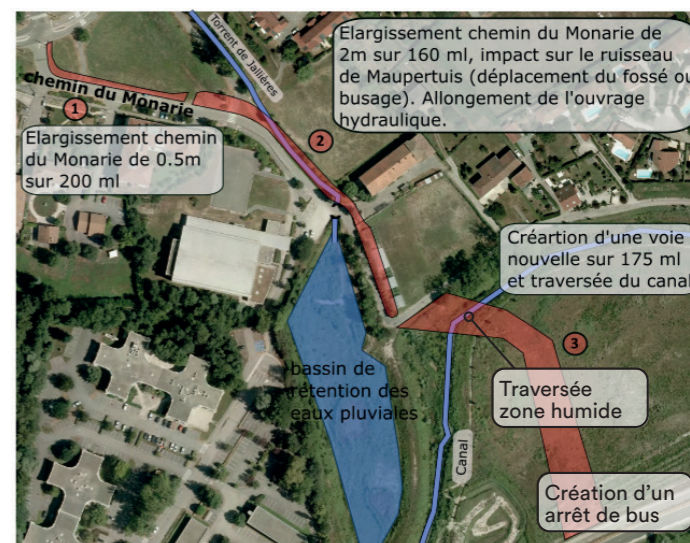 Torrent de Jallières
Elargissement chemin du Monarie de
2m sur 160 ml, impact sur le ruisseau
de Maupertuis (déplacement du fossé ou
busage). Allongement de l'ouvrage
hydraulique.
chemin du Monarie
1
Elargissement chemin
du Monarie de 0.5m
sur 200 ml
2
Créartion d'une voie
nouvelle sur 175 ml
et traversée du canal
3
bassin de
rétention des
eaux pluviales
Traversée
zone humide
Canal
Création d'un
arrêt de bus